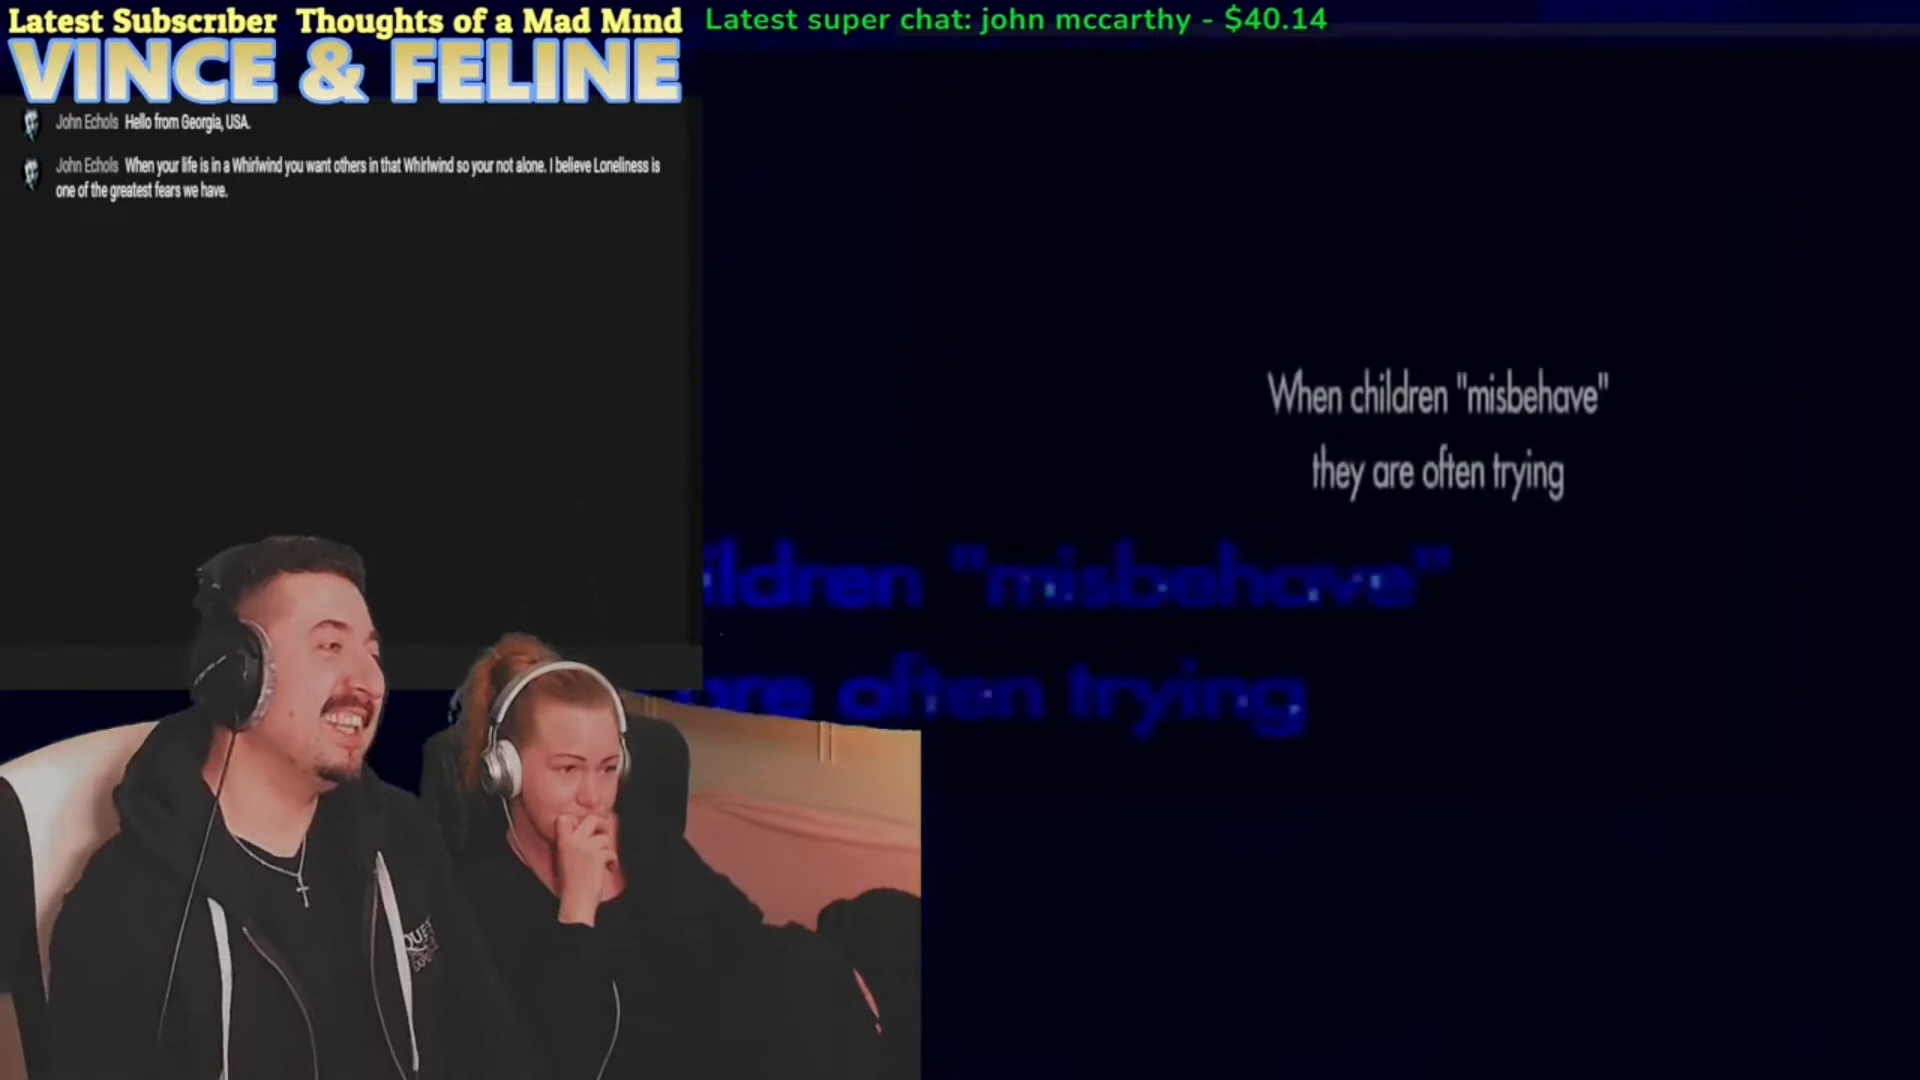 Latest Subscriber Thoughts of a Mad Mind
Latest super chat: john mccarthy - $40.14
VINCE & FELINE
John Echols Hello from Georgia, USA.
John Echols When your life is in a Whirlwind you want others in that Whirlwind so your not alone. I believe Loneliness is
one of the greatest fears we have.
When children "misbehave"
they are often trying
ildren "misbehave"
are often trying